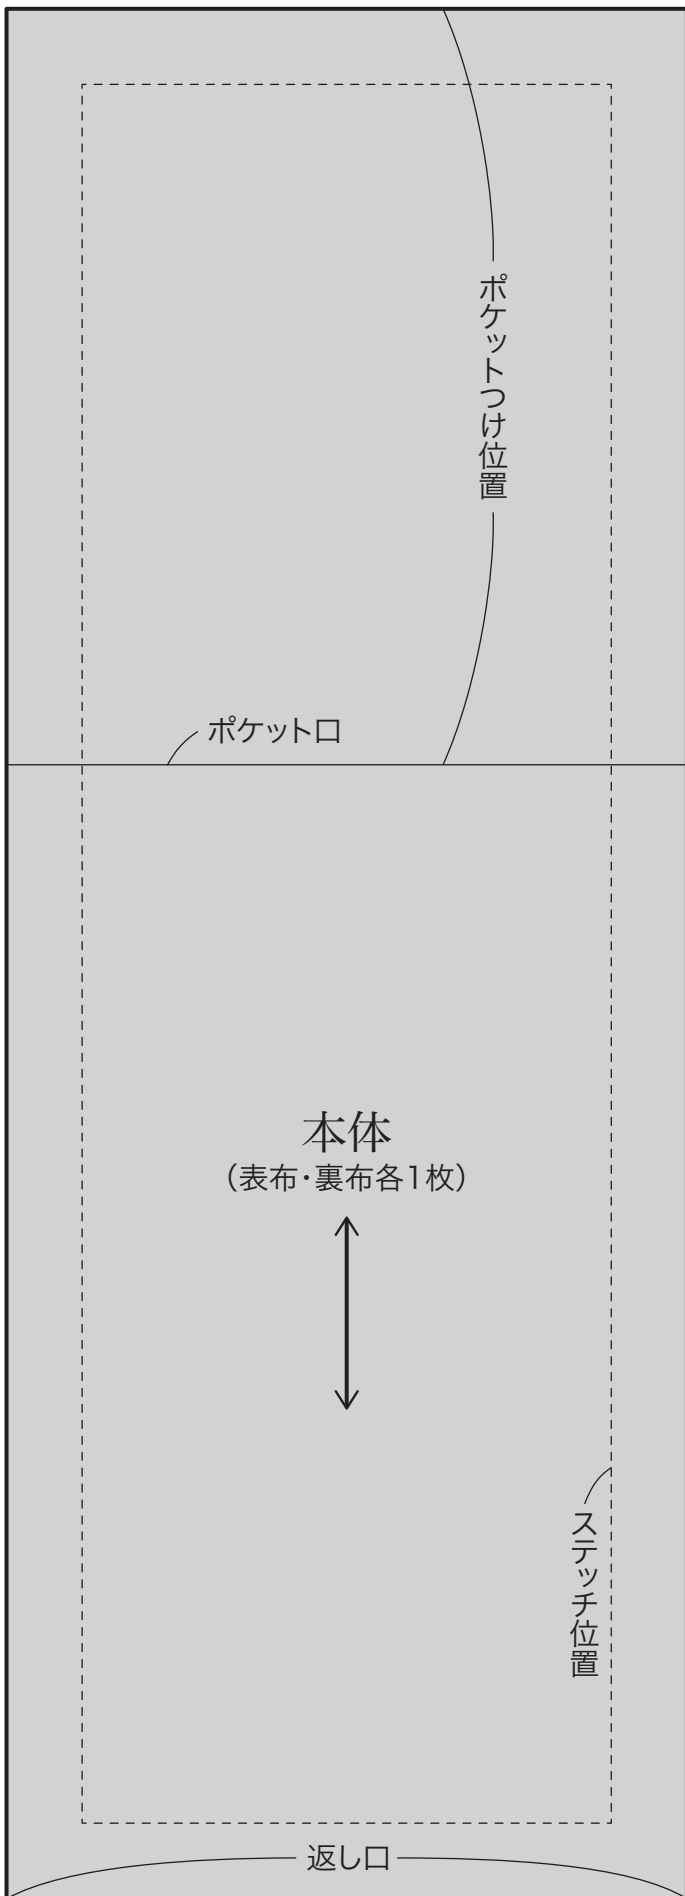 ポケットつけ位置
ポケット口
本体
（表布・裏布各1枚）
ステッチ位置
返し口